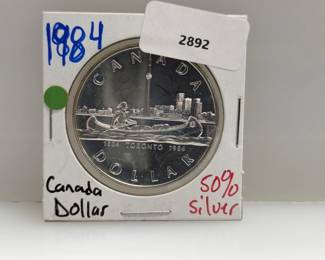 1984
2892
CANADA
1834 TORONTO 1984
DOLLAR
Canada
Dollar
50%
Silver